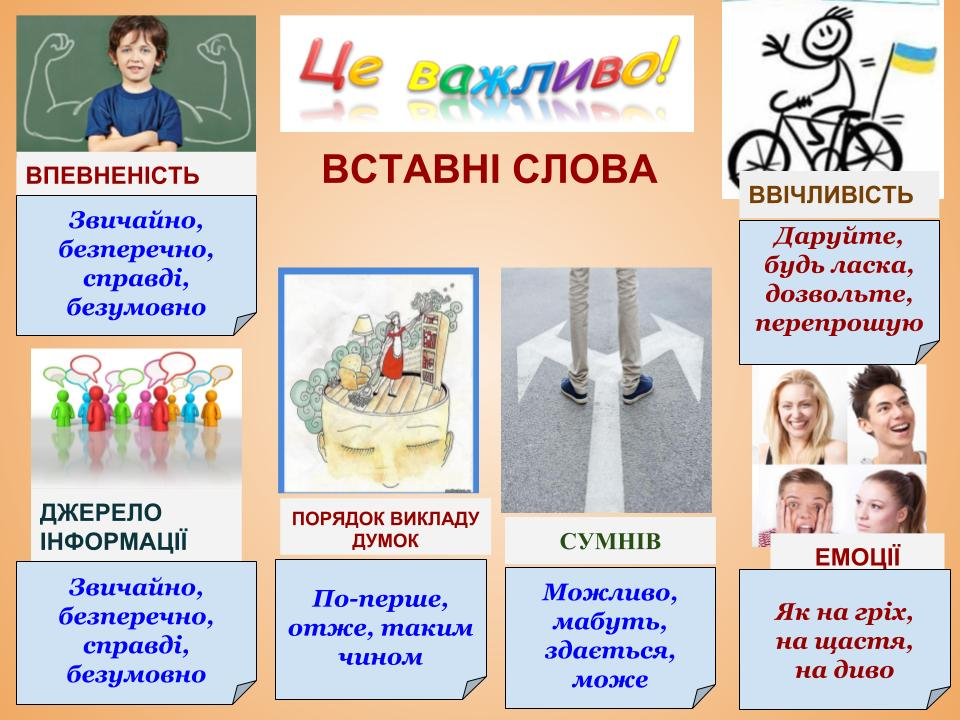 Це важливо!
ВСТАВНІ СЛОВА
ВПЕВНЕНІСТЬ
Звичайно,
безперечно,
справді,
безумовно
ВВІЧЛИВІСТЬ
Даруйте,
будь ласка,
дозвольте,
перепрошую
ДЖЕРЕЛО
ІНФОРМАЦІЇ
Звичайно,
безперечно,
справді,
безумовно
ПОРЯДОК ВИКЛАДУ
ДУМОК
По-перше,
отже, таким
чином
СУМНІВ
Можливо,
мабуть,
здається,
може
ЕМОЦІЇ
Як на гріх,
на щастя,
на диво